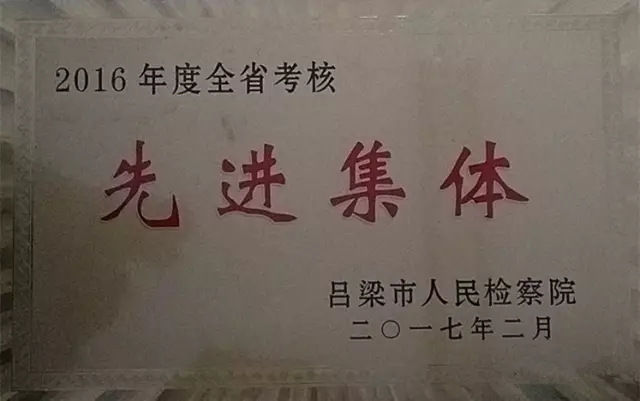 2016年度全省考核
先进集体
吕梁市人民检察院
二〇一七年二月